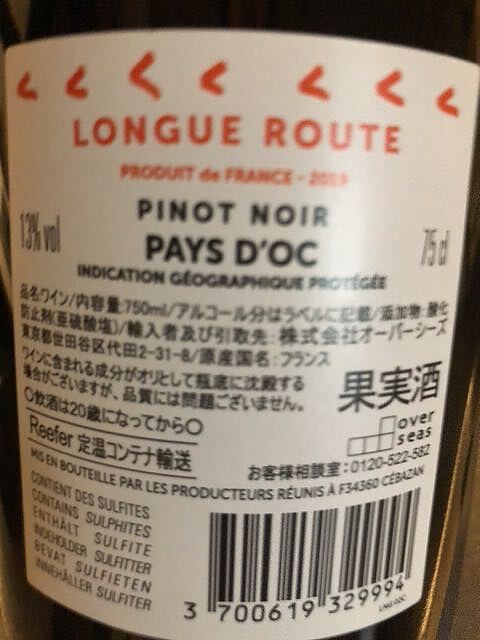 LONGUE ROUTE
PRODUIT de FRANCE - 2019
PINOT NOIR
13% vol
PAYS D'OC
75 cl
INDICATION GÉOGRAPHIQUE PROTÉGÉE
品名:ワイン/内容量:750ml/アルコール分はラベルに記載/添加物:酸化
防止剤(亜硫酸塩)/輸入者及び引取先:株式会社オーバーシーズ
東京都世田谷区代田2-31-8/原産国名:フランス
ワインに含まれる成分がオリとして瓶底に沈殿する
場合がございますが、品質には問題ございません。
果実酒
〇飲酒は20歳になってから〇
over
seas
Reefer 定温コンテナ輸送
お客様相談室:0120-522-582
MIS EN BOUTEILLE PAR LES PRODUCTEURS RÉUNIS À F34360 CÉBAZAN
CONTIENT DES SULFITES
CONTAINS SULPHITES
ENTHÄLT SULFITE
INDEHOLDER SULFITTER
BEVAT SULFIETEN
INNEHÅLLER SULFITER
3 700619 329994